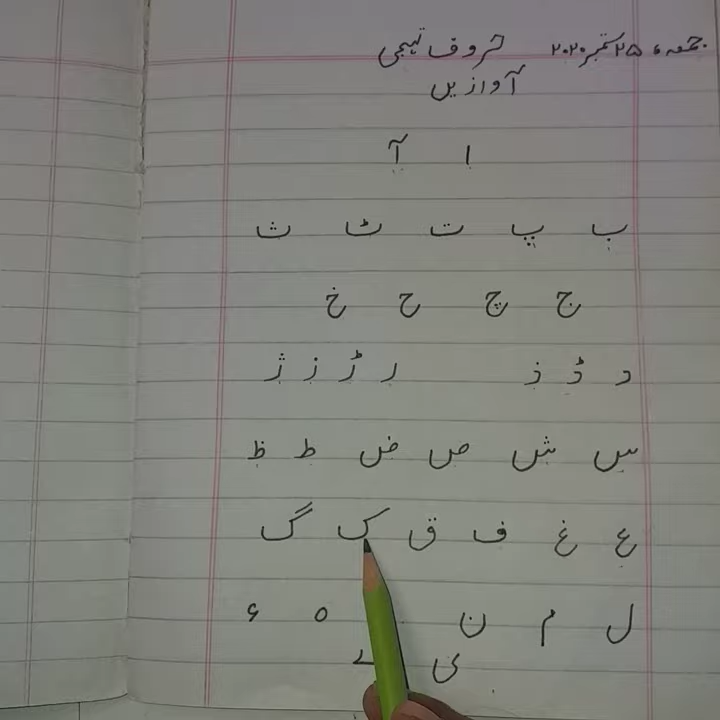 جمعہ، ۲۵ ستمبر ۲۰۲۰ حروف تہجی
آوازیں
ا آ
ب پ ت ٹ ث
ج چ ح خ
د ڈ ذ ر ڑ ز ژ
س ش ص ض ط ظ
ع غ ف ق ک گ
ل م ن ہ ء
ی ے